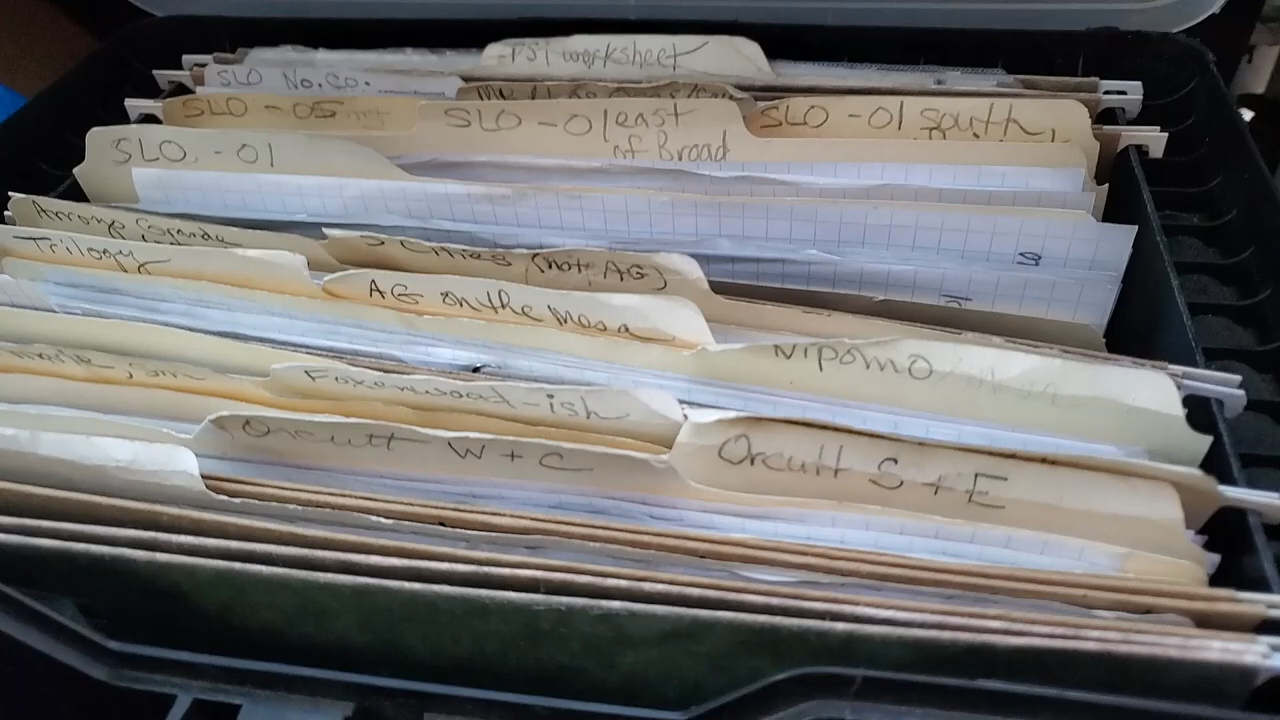 PSI worksheet
SLO No. Co.
SLO - 05
SLO - 01 east
of Broad
SLO - 01 south,
SLO - 01
Arroyo Grande
5 Cities (not AG)
Trilogy
AG on the Mesa
Nipomo
Foxenwood-ish
Orcutt W + C
Orcutt S + E